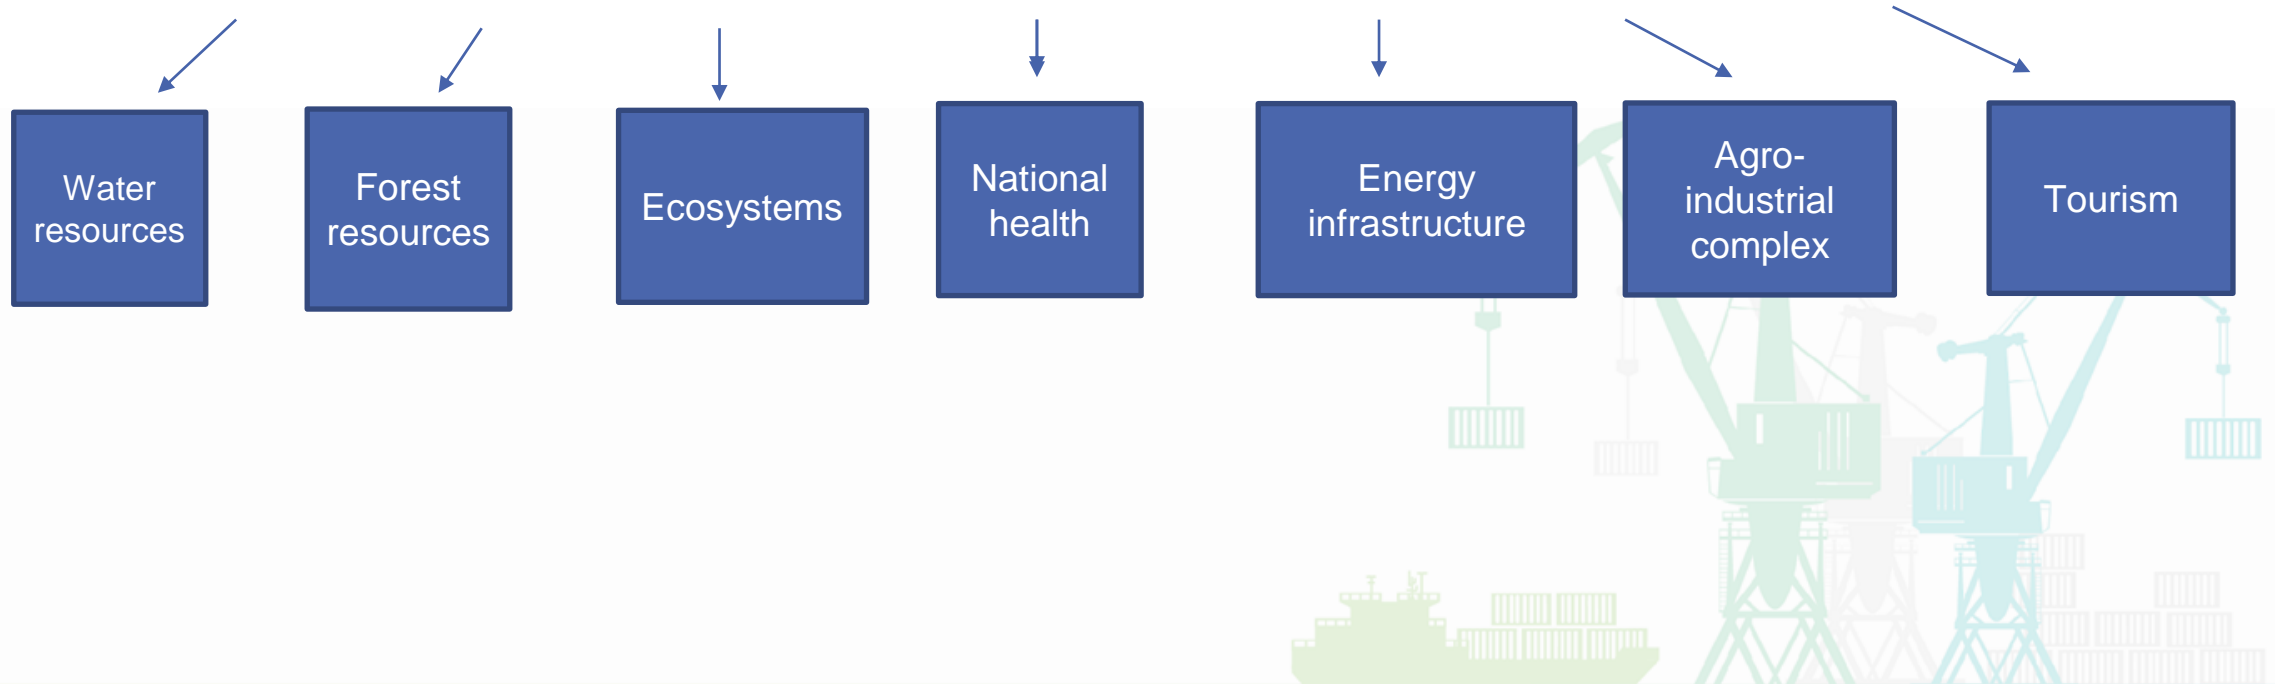 Water
resources
Forest
resources
Ecosystems
National
health
Energy
infrastructure
Agro-
industrial
complex
Tourism